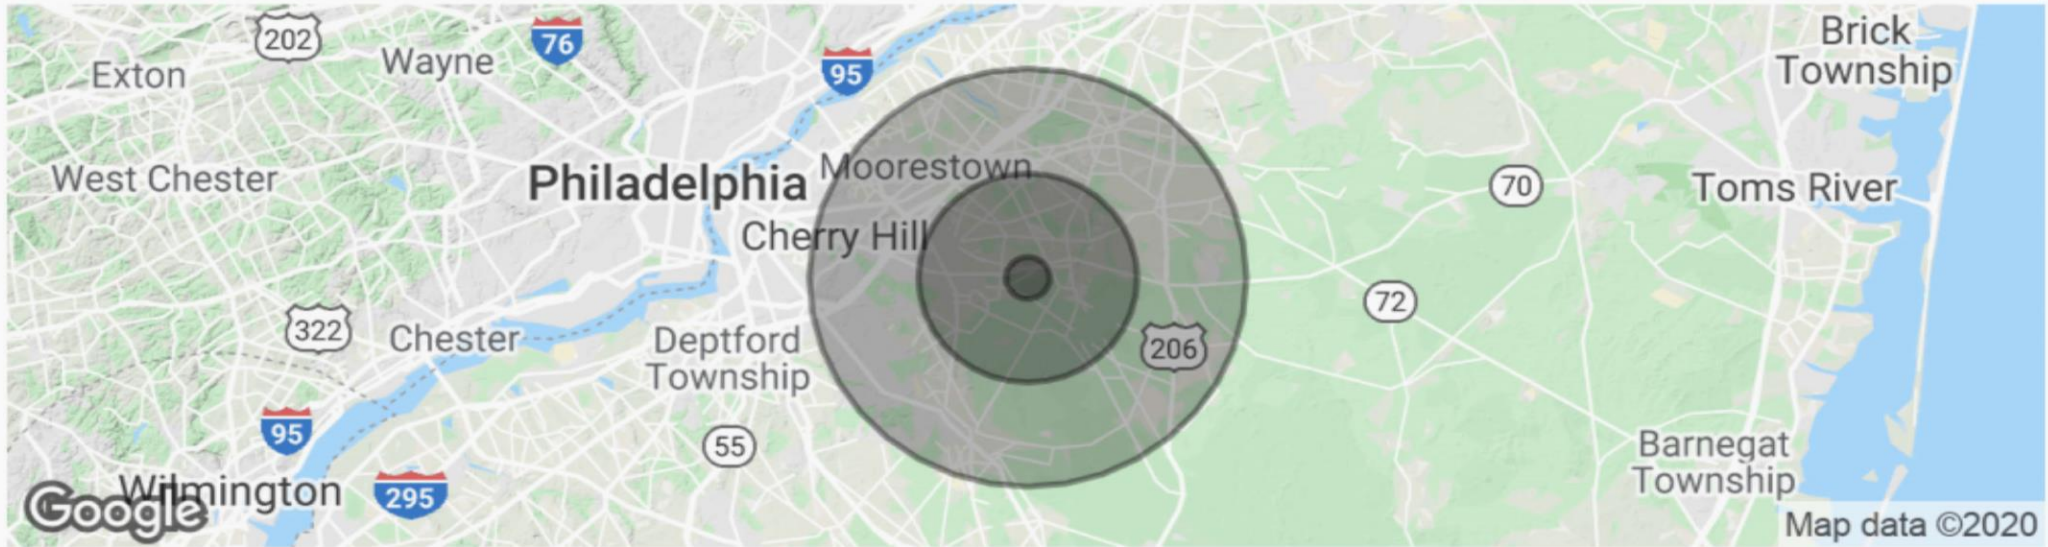 202
76
95
Brick
Township
Exton
Wayne
West Chester
Philadelphia
Moorestown
70
Toms River
Cherry Hill
322
Chester
Deptford
Township
206
72
95
55
Barnegat
Township
Wilmington
295
Google
Map data ©2020